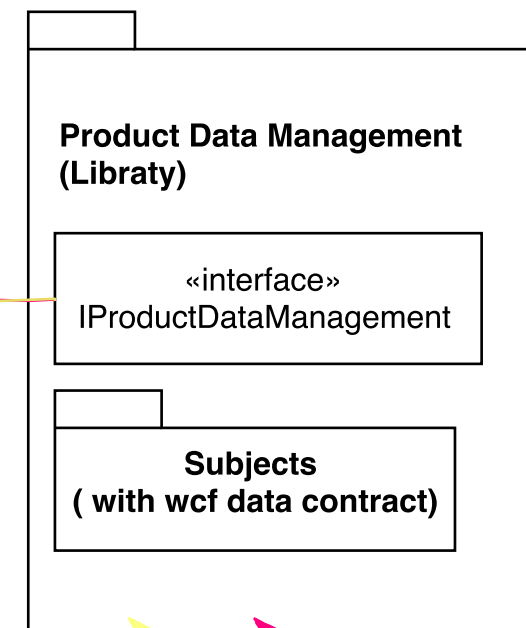 Product Data Management
(Libraty)
«interface»
IProductDataManagement
Subjects
( with wcf data contract)